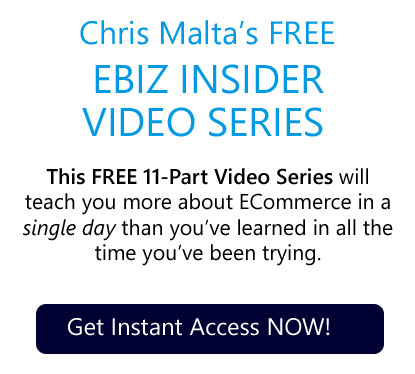 Chris Malta’s FREE
EBIZ INSIDER
VIDEO SERIES
This FREE 11-Part Video Series will
teach you more about ECommerce in a
single day than you’ve learned in all the
time you’ve been trying.
Get Instant Access NOW!